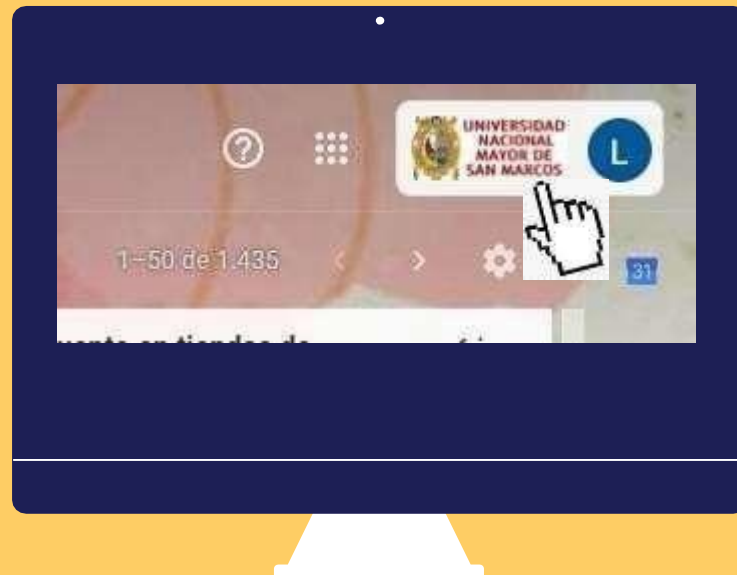 UNIVERSIDAD
NACIONAL
MAYOR DE
SAN MARCOS
L
1–50 de 1.435
31